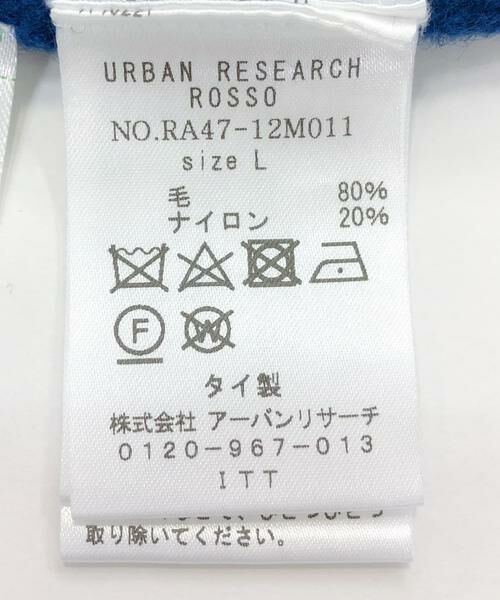 URBAN RESEARCH
ROSSO
NO.RA47-12M011
size L
毛 80%
ナイロン 20%
F W
タイ製
株式会社 アーバンリサーチ
0120-967-013
ITT
取り除いてください。